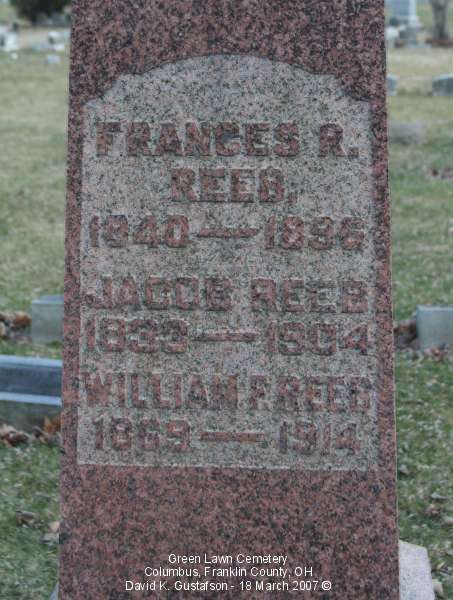 FRANCES R.
REEB.
1840 — 1896
JACOB REEB
1833 — 1904
WILLIAM F. REEB
1869 — 1914
Green Lawn Cemetery
Columbus, Franklin County, OH
David K. Gustafson - 18 March 2007 ©